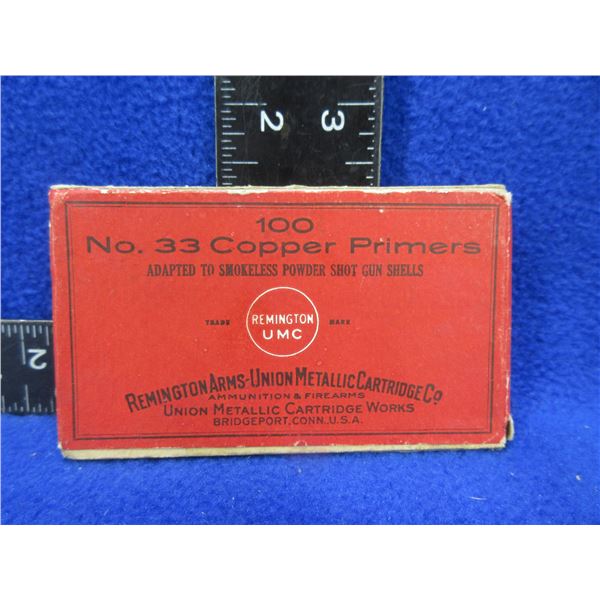 2 3
100
No. 33 Copper Primers
ADAPTED TO SMOKELESS POWDER SHOT GUN SHELLS
TRADE REMINGTON MARK
UMC
2
REMINGTON ARMS-UNION METALLIC CARTRIDGE CO.
AMMUNITION & FIREARMS
UNION METALLIC CARTRIDGE WORKS
BRIDGEPORT, CONN. U.S.A.